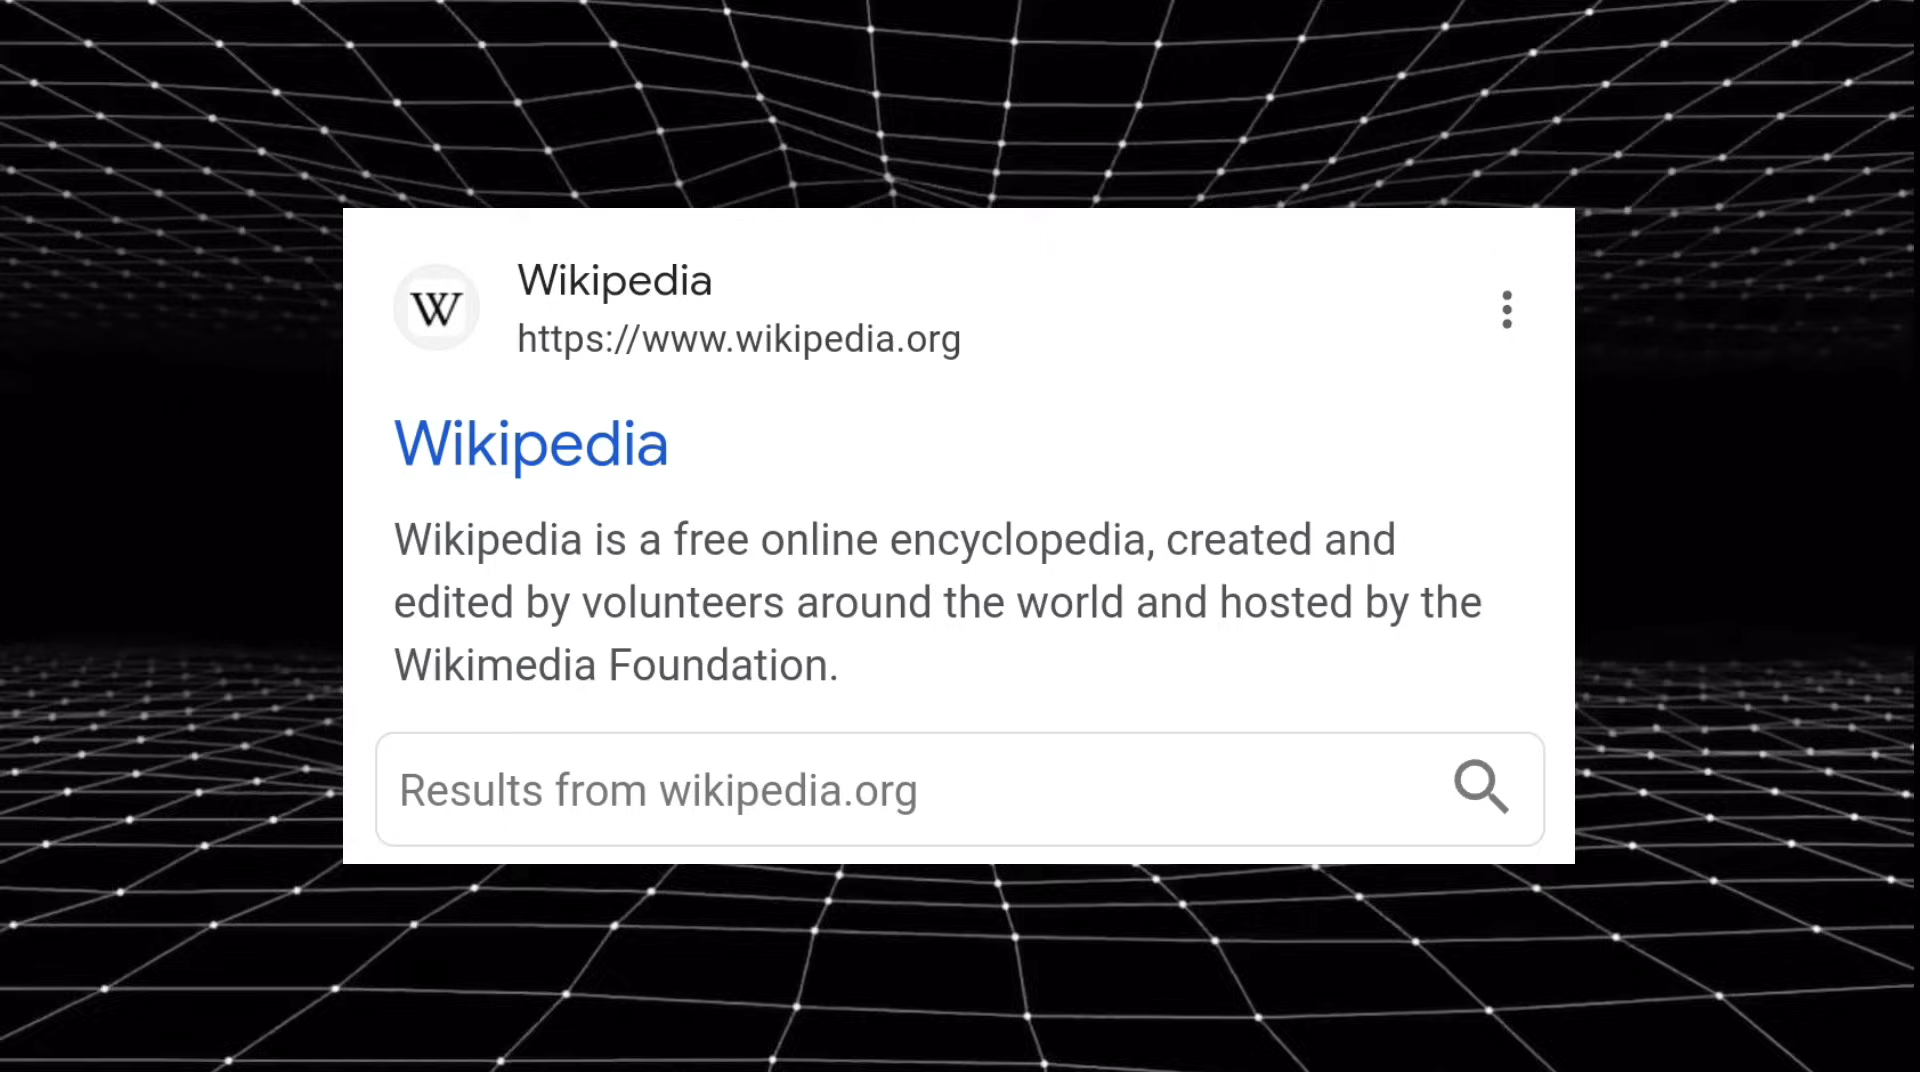 W
Wikipedia
https://www.wikipedia.org
Wikipedia
Wikipedia is a free online encyclopedia, created and
edited by volunteers around the world and hosted by the
Wikimedia Foundation.
Results from wikipedia.org